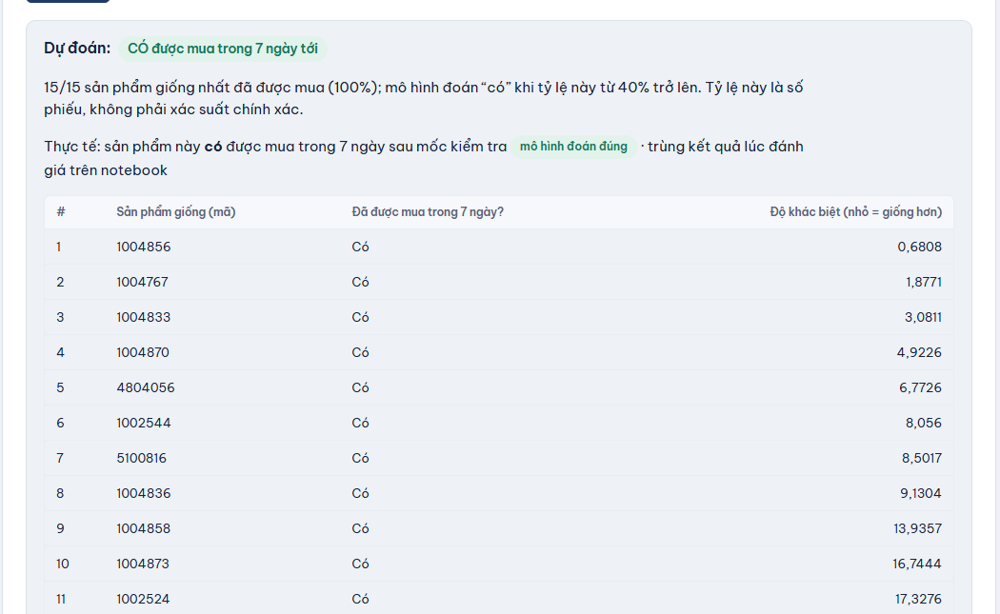 Dự đoán: CÓ được mua trong 7 ngày tới
15/15 sản phẩm giống nhất đã được mua (100%); mô hình đoán “có” khi tỷ lệ này từ 40% trở lên. Tỷ lệ này là số
phiếu, không phải xác suất chính xác.
Thực tế: sản phẩm này có được mua trong 7 ngày sau mốc kiểm tra mô hình đoán đúng · trùng kết quả lúc đánh
giá trên notebook
# Sản phẩm giống (mã) Đã được mua trong 7 ngày? Độ khác biệt (nhỏ = giống hơn)
1 1004856 Có 0,6808
2 1004767 Có 1,8771
3 1004833 Có 3,0811
4 1004870 Có 4,9226
5 4804056 Có 6,7726
6 1002544 Có 8,056
7 5100816 Có 8,5017
8 1004836 Có 9,1304
9 1004858 Có 13,9357
10 1004873 Có 16,7444
11 1002524 Có 17,3276